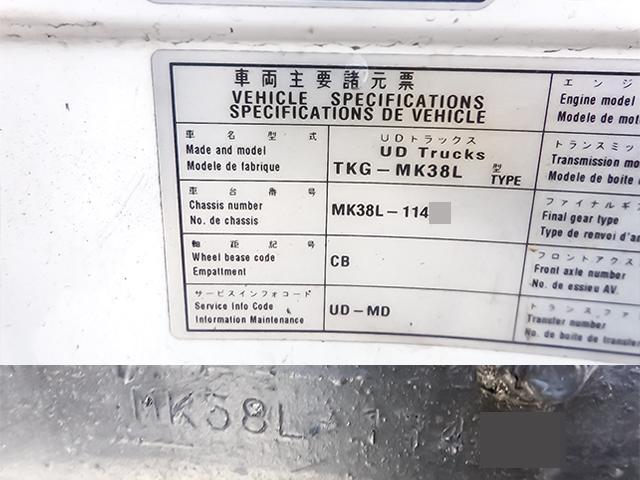 車両主要諸元票
VEHICLE SPECIFICATIONS
SPECIFICATIONS DE VEHICLE
車名型式
Made and model
Modele de fabrique
UDトラックス
UD Trucks
TKG-MK38L 型 TYPE
車台番号
Chassis number
No. de chassis
MK38L-114
軸距記号
Wheel bease code
Empattment
CB
サービスインフォコード
Service Info Code
Information Maintenance
UD-MD
エンジ
Engine model
Modele de mot
トランスミッ
Transmission mo
Modele de boite
ファイナルギ
Final gear type
Type de renvoi d'a
フロントアクス
Front axle number
No. de essieu AV.
トランスファ
Transfer number
No. de boite de transfer
MK38L-114